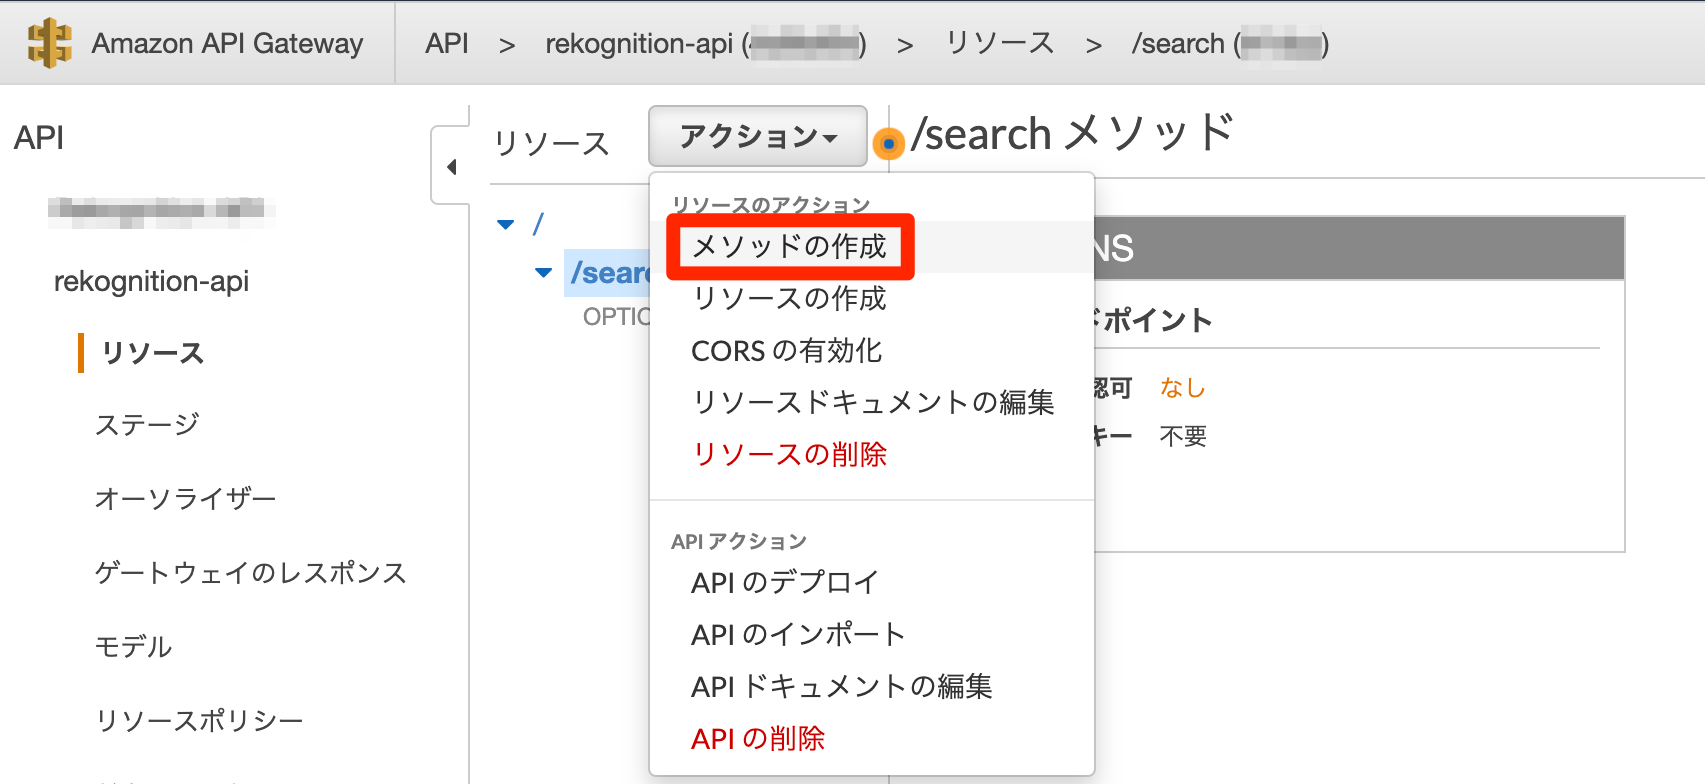 Amazon API Gateway
API > rekognition-api ( ) > リソース > /search ( )
API
rekognition-api
リソース
ステージ
オーソライザー
ゲートウェイのレスポンス
モデル
リソースポリシー
リソース
アクション
/
/searc
OPTIO
リソースのアクション
メソッドの作成
リソースの作成
CORS の有効化
リソースドキュメントの編集
リソースの削除
API アクション
API のデプロイ
API のインポート
API ドキュメントの編集
API の削除
/search メソッド
NS
ドポイント
認可 なし
キー 不要